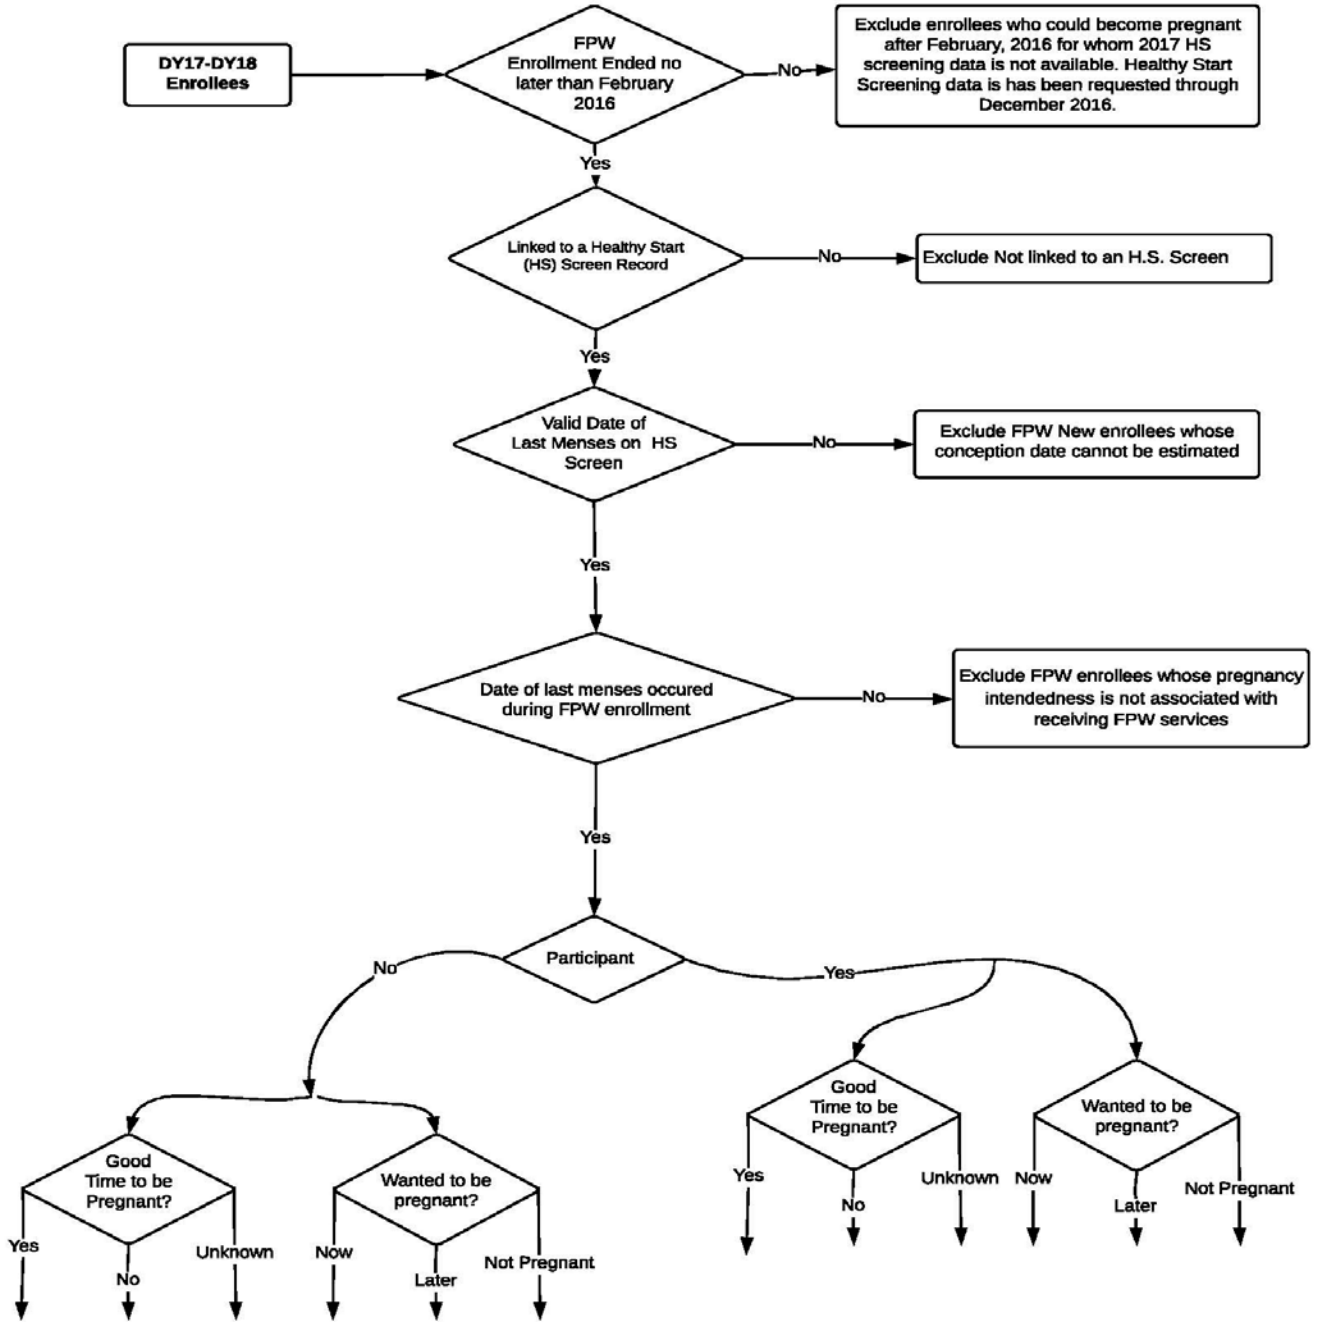 DY17-DY18
Enrollees
FPW
Enrollment Ended no
later than February
2016
No
Exclude enrollees who could become pregnant
after February, 2016 for whom 2017 HS
screening data is not available. Healthy Start
Screening data is has been requested through
December 2016.
Yes
Linked to a Healthy Start
(HS) Screen Record
No
Exclude Not linked to an H.S. Screen
Yes
Valid Date of
Last Menses on HS
Screen
No
Exclude FPW New enrollees whose
conception date cannot be estimated
Yes
Date of last menses occured
during FPW enrollment
No
Exclude FPW enrollees whose pregnancy
intendedness is not associated with
receiving FPW services
Yes
Participant
No
Yes
Good
Time to be
Pregnant?
Yes
No
Unknown
Wanted to be
pregnant?
Now
Later
Not Pregnant
Good
Time to be
Pregnant?
Yes
No
Unknown
Wanted to be
pregnant?
Now
Later
Not Pregnant